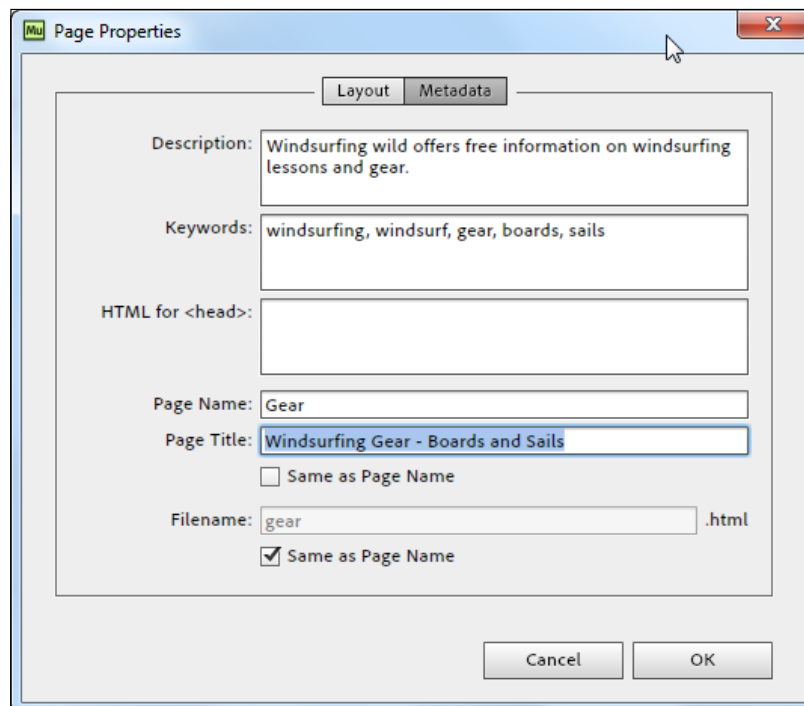 Mu Page Properties
Layout Metadata
Description: Windsurfing wild offers free information on windsurfing
lessons and gear.
Keywords: windsurfing, windsurf, gear, boards, sails
HTML for <head>:
Page Name: Gear
Page Title: Windsurfing Gear - Boards and Sails
Same as Page Name
Filename: gear .html
Same as Page Name
Cancel OK